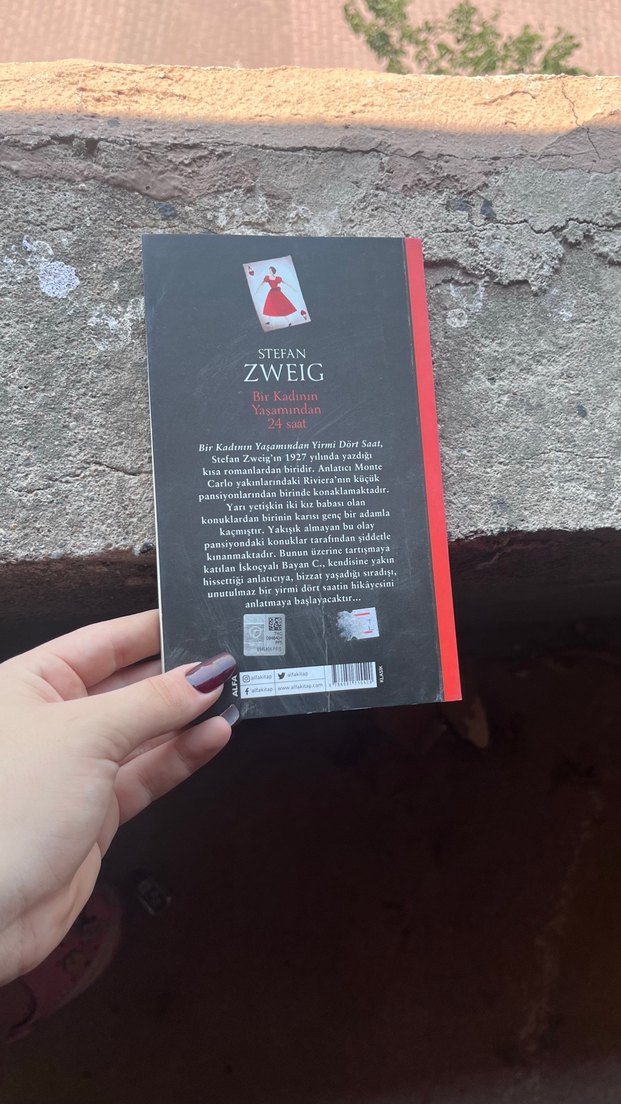 STEFAN
ZWEIG
Bir Kadının
Yaşamından
24 saat
Bir Kadının Yaşamından Yirmi Dört Saat,
Stefan Zweig'ın 1927 yılında yazdığı
kısa romanlardan biridir. Anlatıcı Monte
Carlo yakınlarındaki Riviera'nın küçük
pansiyonlarından birinde konaklamaktadır.
Yarı yetişkin iki kız babası olan
konuklardan birinin karısı genç bir adamla
kaçmıştır. Yakışık almayan bu olay
pansiyondaki konuklar tarafından şiddetle
kınanmaktadır. Bunun üzerine tartışmaya
katılan İskoçyalı Bayan C., kendisine yakın
hissettiği anlatıcıya, bizzat yaşadığı sıradışı,
unutulmaz bir yirmi dört saatin hikâyesini
anlatmaya başlayacaktır...
ALFA
alfakitap
alfakitap
alfakitap
www.alfakitap.com
KLASİK